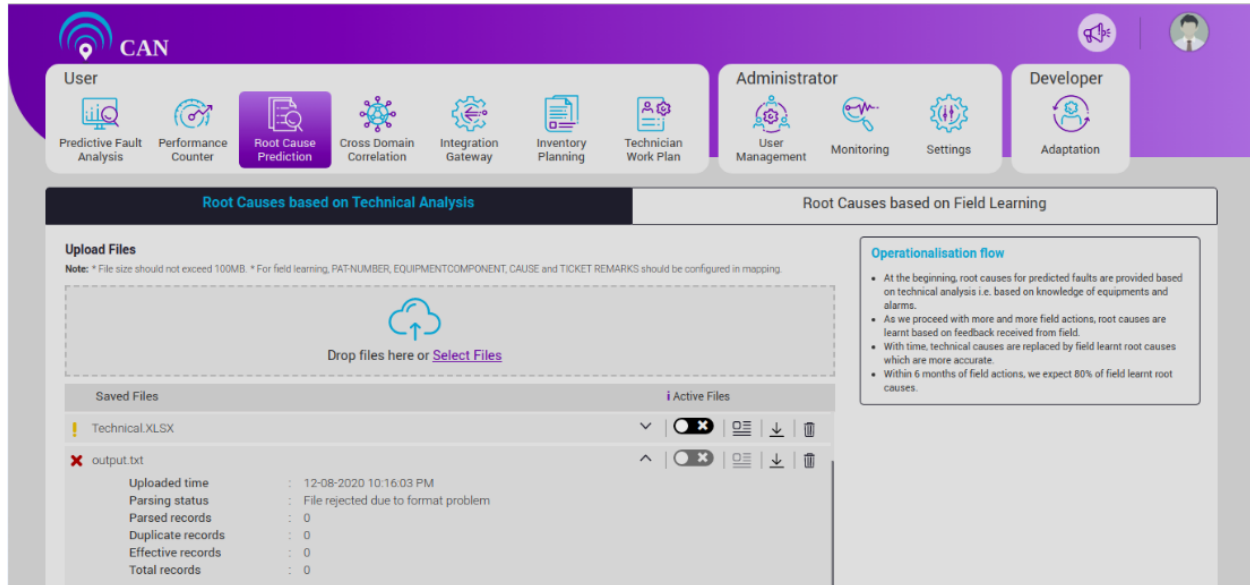 CAN
User
Predictive Fault
Analysis
Performance
Counter
Root Cause
Prediction
Cross Domain
Correlation
Integration
Gateway
Inventory
Planning
Technician
Work Plan
Administrator
User
Management
Monitoring
Settings
Developer
Adaptation
Root Causes based on Technical Analysis
Root Causes based on Field Learning
Upload Files
Note: * File size should not exceed 100MB. * For field learning, PAT-NUMBER, EQUIPMENTCOMPONENT, CAUSE and TICKET REMARKS should be configured in mapping.
Drop files here or Select Files
Saved Files
i Active Files
Technical.XLSX
output.txt
Uploaded time : 12-08-2020 10:16:03 PM
Parsing status : File rejected due to format problem
Parsed records : 0
Duplicate records : 0
Effective records : 0
Total records : 0
Operationalisation flow
• At the beginning, root causes for predicted faults are provided based
on technical analysis i.e. based on knowledge of equipments and
alarms.
• As we proceed with more and more field actions, root causes are
learnt based on feedback received from field.
• With time, technical causes are replaced by field learnt root causes
which are more accurate.
• Within 6 months of field actions, we expect 80% of field learnt root
causes.